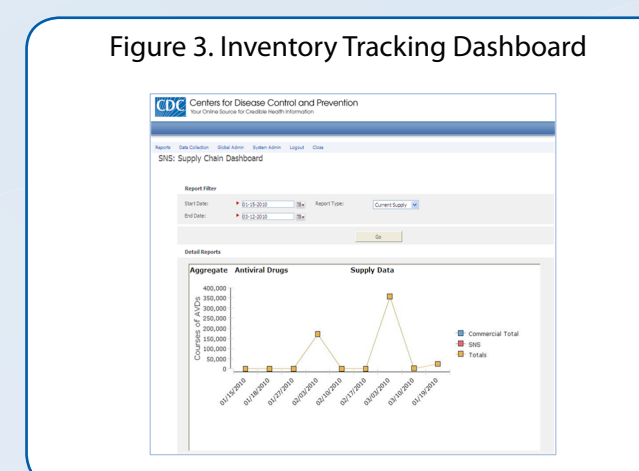 Figure 3. Inventory Tracking Dashboard
CDC Centers for Disease Control and Prevention
Your Online Source for Credible Health Information
Reports Data Collection Global Admin System Admin Logout Close
SNS: Supply Chain Dashboard
Report Filter
Start Date: 01-15-2010 Report Type: Current Supply
End Date: 03-12-2010
Go
Detail Reports
Aggregate Antiviral Drugs Supply Data
Courses of AVDs
400,000
350,000
300,000
250,000
200,000
150,000
100,000
50,000
0
01/15/2010 01/18/2010 01/27/2010 02/03/2010 02/10/2010 02/17/2010 03/03/2010 03/10/2010 01/19/2010
Commercial Total
SNS
Totals